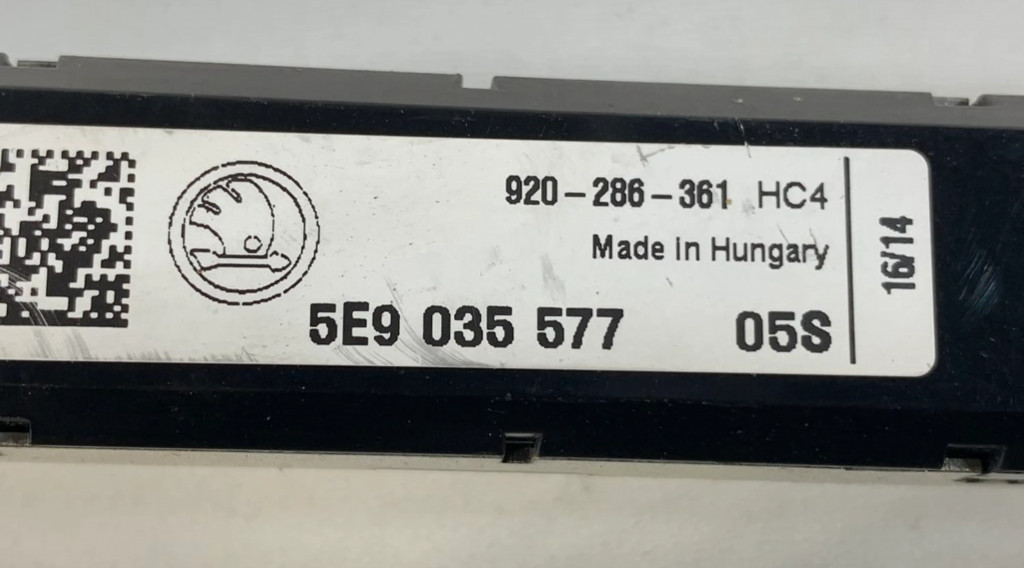 920-286-361 HC4
Made in Hungary
5E9 035 577 05S
16/14